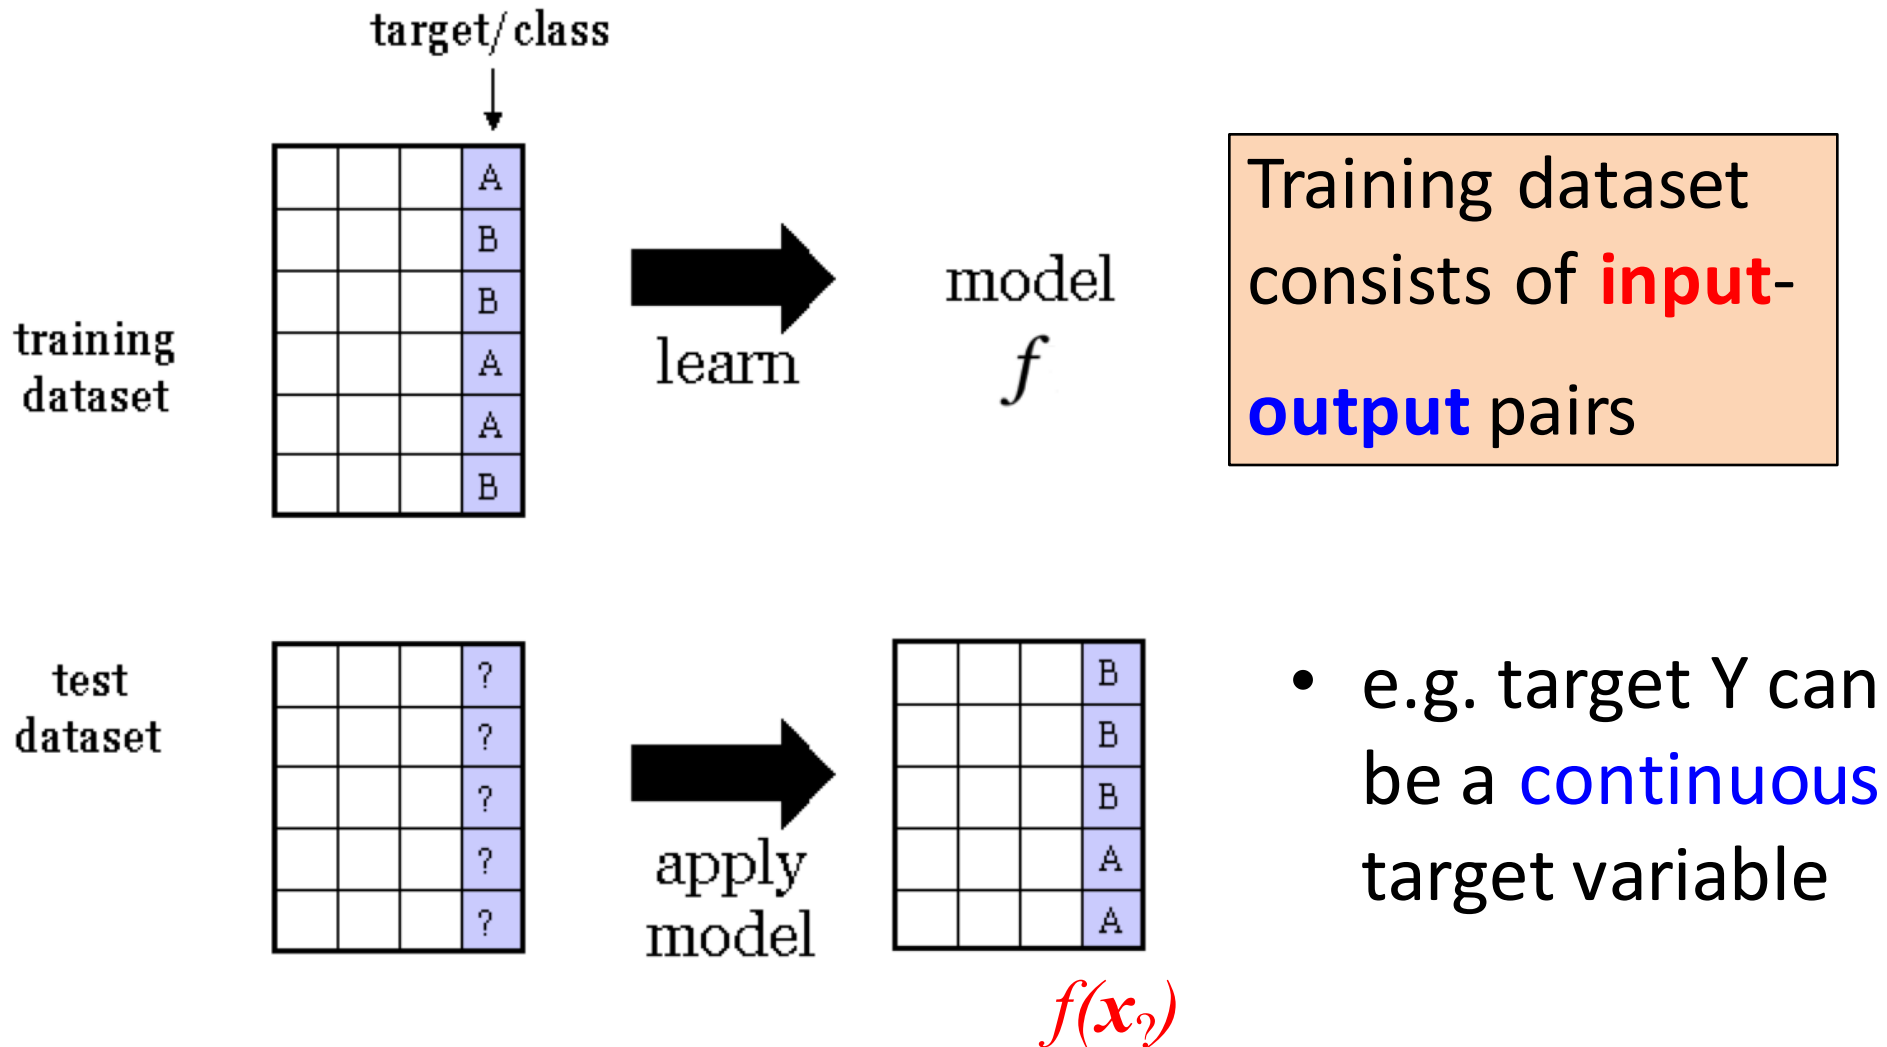 target/class
A
B
B
A
A
B
training
dataset
learn
model
f
Training dataset
consists of input-
output pairs
test
dataset
?
?
?
?
?
apply
model
B
B
B
A
A
f(x?)
• e.g. target Y can
be a continuous
target variable